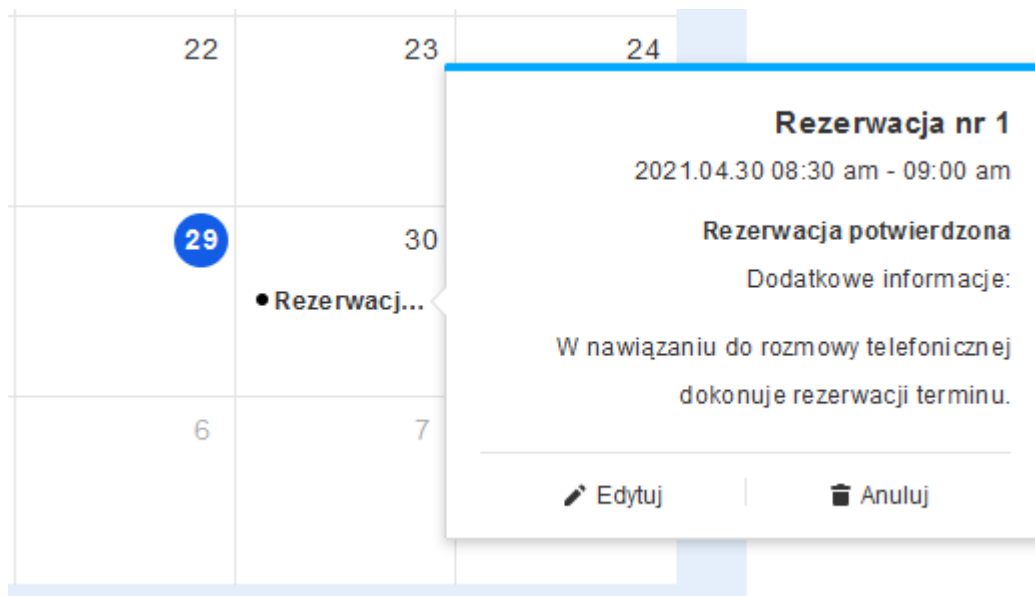 22
23
24
Rezerwacja nr 1
2021.04.30 08:30 am - 09:00 am
Rezerwacja potwierdzona
Dodatkowe informacje:
W nawiązaniu do rozmowy telefonicznej
dokonuje rezerwacji terminu.
Edytuj
Anuluj
29
30
Rezerwacj...
6
7